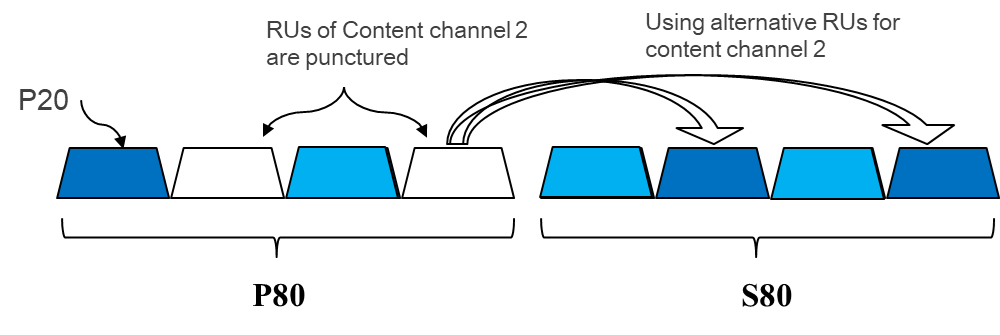 RUs of Content channel 2
are punctured
Using alternative RUs for
content channel 2
P20
P80
S80